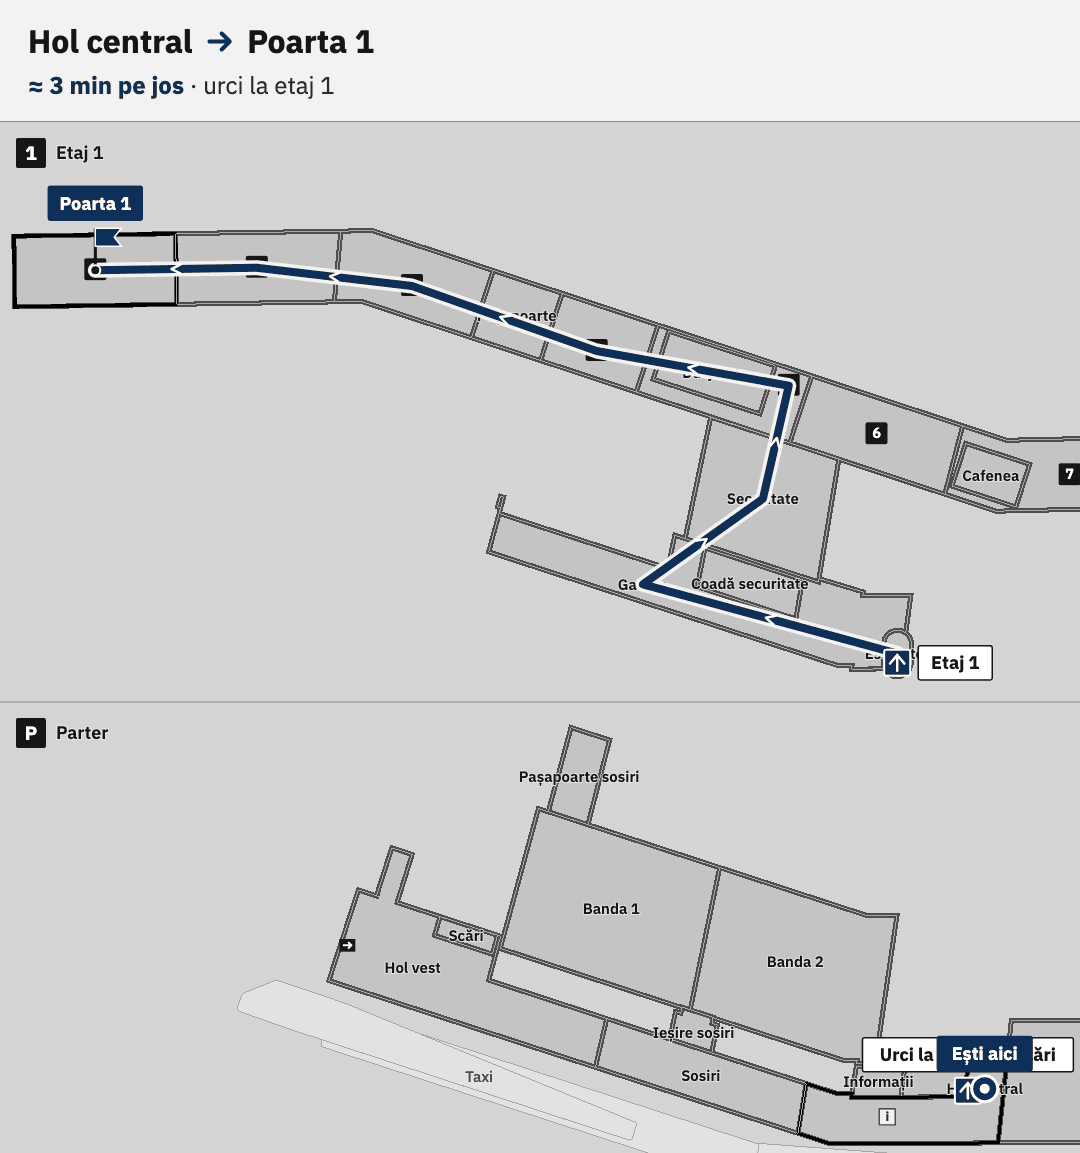 Hol central → Poarta 1
≈ 3 min pe jos · urci la etaj 1
1 Etaj 1
Poarta 1
6
Cafenea
7
Coadă securitate
Etaj 1
P Parter
Pașapoarte sosiri
Banda 1
Banda 2
Scări
Hol vest
Ieșire sosiri
Sosiri
Taxi
Urci la
Ești aici
Informații
i